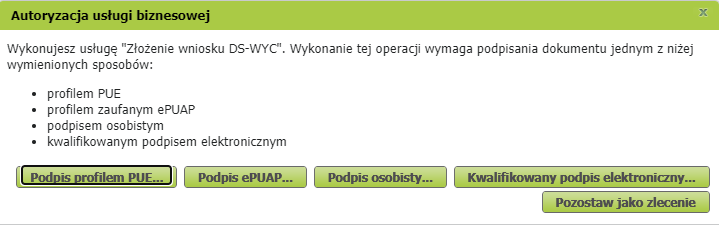 Autoryzacja usługi biznesowej x
Wykonujesz usługę "Złożenie wniosku DS-WYC". Wykonanie tej operacji wymaga podpisania dokumentu jednym z niżej
wymienionych sposobów:
• profilem PUE
• profilem zaufanym ePUAP
• podpisem osobistym
• kwalifikowanym podpisem elektronicznym
Podpis profilem PUE... Podpis ePUAP... Podpis osobisty... Kwalifikowany podpis elektroniczny...
Pozostaw jako zlecenie